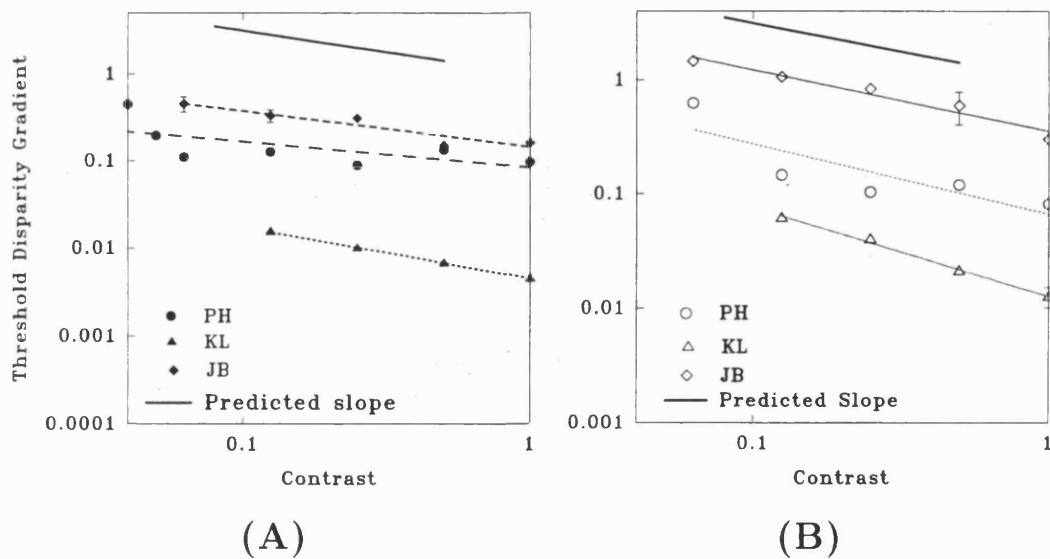 Threshold Disparity Gradient
1
0.1
0.01
0.001
0.0001
PH
KL
JB
Predicted slope
0.1
1
Contrast
(A)
1
0.1
0.01
0.001
PH
KL
JB
Predicted Slope
0.1
1
Contrast
(B)